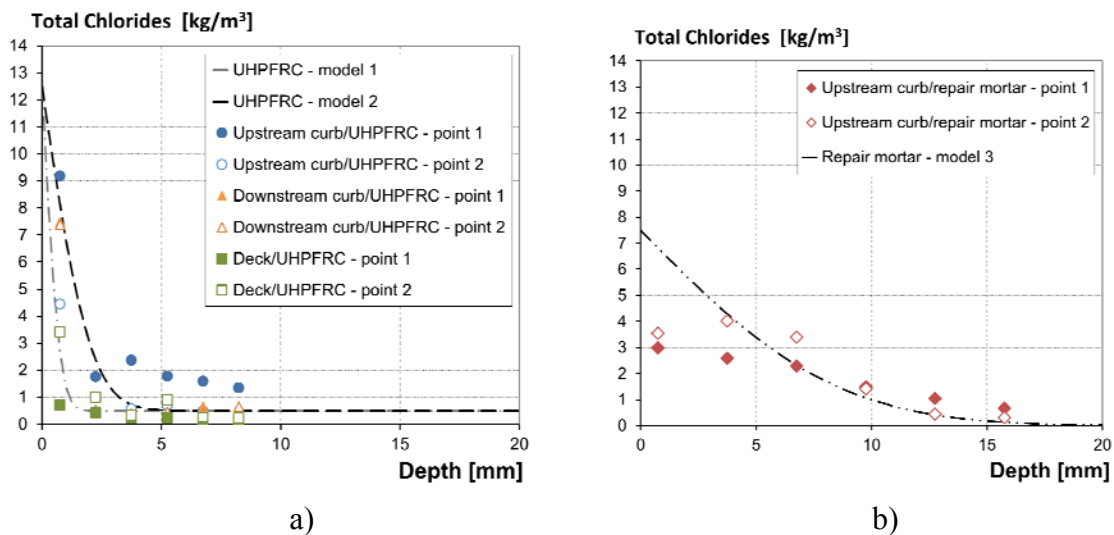 Total Chlorides [kg/m³]
14
13
12
11
10
9
8
7
6
5
4
3
2
1
0
0 5 10 15 20
Depth [mm]
UHPFRC - model 1
UHPFRC - model 2
Upstream curb/UHPFRC - point 1
Upstream curb/UHPFRC - point 2
Downstream curb/UHPFRC - point 1
Downstream curb/UHPFRC - point 2
Deck/UHPFRC - point 1
Deck/UHPFRC - point 2
a)
Total Chlorides [kg/m³]
14
13
12
11
10
9
8
7
6
5
4
3
2
1
0
0 5 10 15 20
Depth [mm]
Upstream curb/repair mortar - point 1
Upstream curb/repair mortar - point 2
Repair mortar - model 3
b)